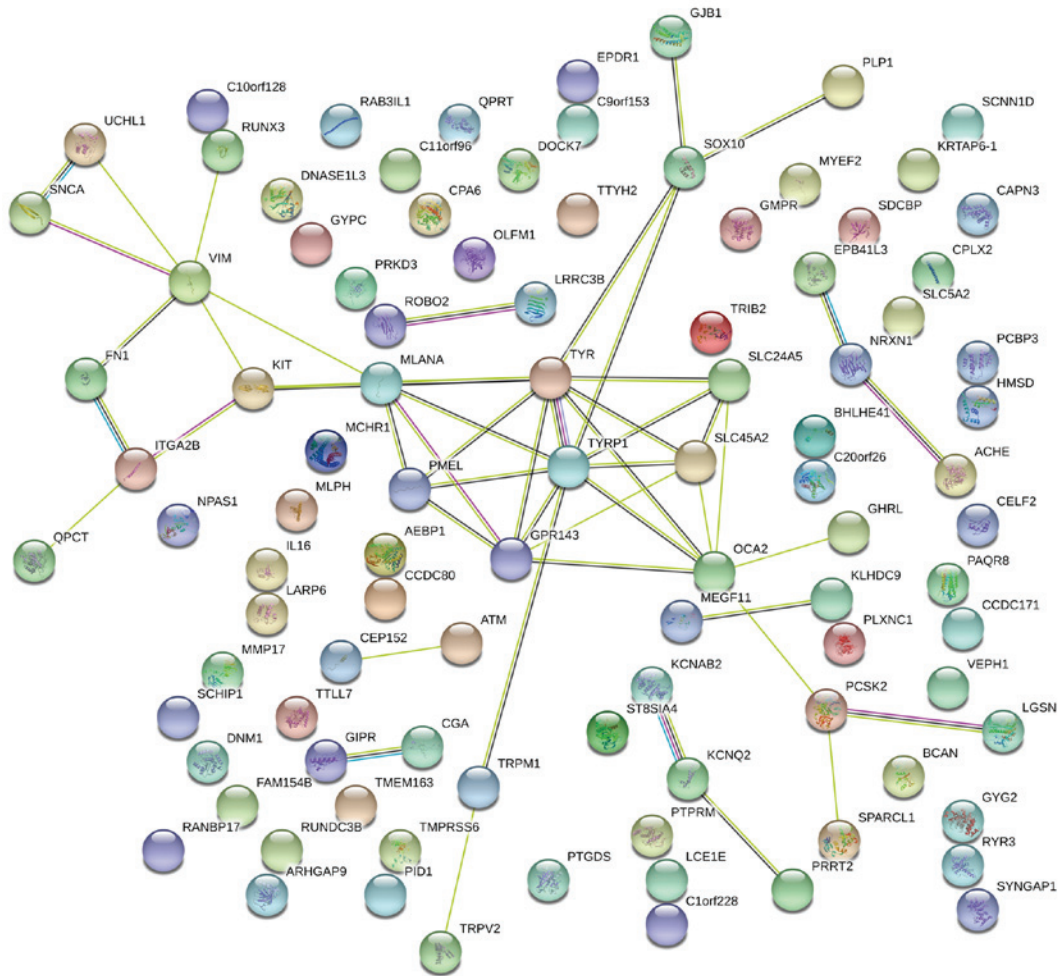 GJB1
EPDR1
PLP1
C10orf128
RAB3IL1
QPRT
C9orf153
SCNN1D
UCHL1
RUNX3
C11orf96
DOCK7
SOX10
KRTAP6-1
MYEF2
SNCA
DNASE1L3
CPA6
TTYH2
GMPR
SDCBP
CAPN3
GYPC
OLFM1
EPB41L3
CPLX2
VIM
PRKD3
LRRC3B
SLC5A2
ROBO2
TRIB2
NRXN1
FN1
KIT
MLANA
TYR
SLC24A5
PCBP3
HMSD
MCHR1
BHLHE41
ITGA2B
PMEL
TYRP1
SLC45A2
ACHE
MLPH
C20orf26
NPAS1
GHRL
CELF2
QPCT
IL16
AEBP1
GPR143
OCA2
PAQR8
LARP6
CCDC80
MEGF11
KLHDC9
CCDC171
ATM
PLXNC1
MMP17
CEP152
KCNAB2
VEPH1
SCHIP1
TTLL7
PCSK2
ST8SIA4
LGSN
DNM1
GIPR
CGA
BCAN
KCNQ2
TRPM1
FAM154B
TMEM163
GYG2
PTPRM
SPARCL1
RANBP17
RUNDC3B
TMPRSS6
RYR3
LCE1E
ARHGAP9
PID1
PTGDS
PRRT2
SYNGAP1
C1orf228
TRPV2